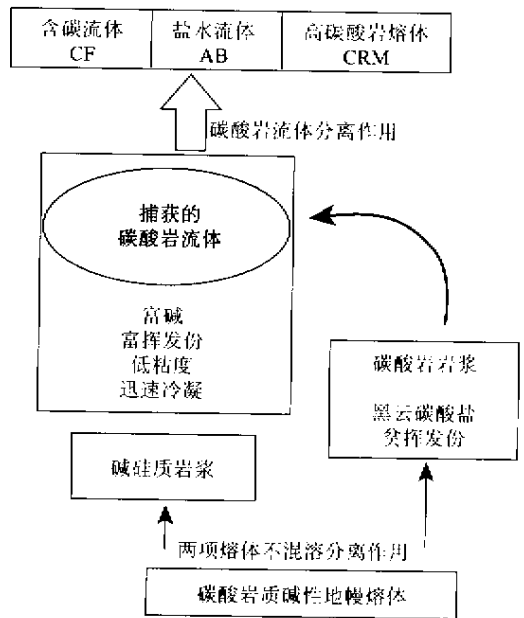 含碳流体 盐水流体 高碳酸岩熔体
CF AB CRM
碳酸岩流体分离作用
捕获的
碳酸岩流体
富碱
富挥发份
低粘度
迅速冷凝
碳酸岩岩浆
黑云碳酸盐
贫挥发份
碱硅质岩浆
两项熔体不混溶分离作用
碳酸岩质碱性地幔熔体